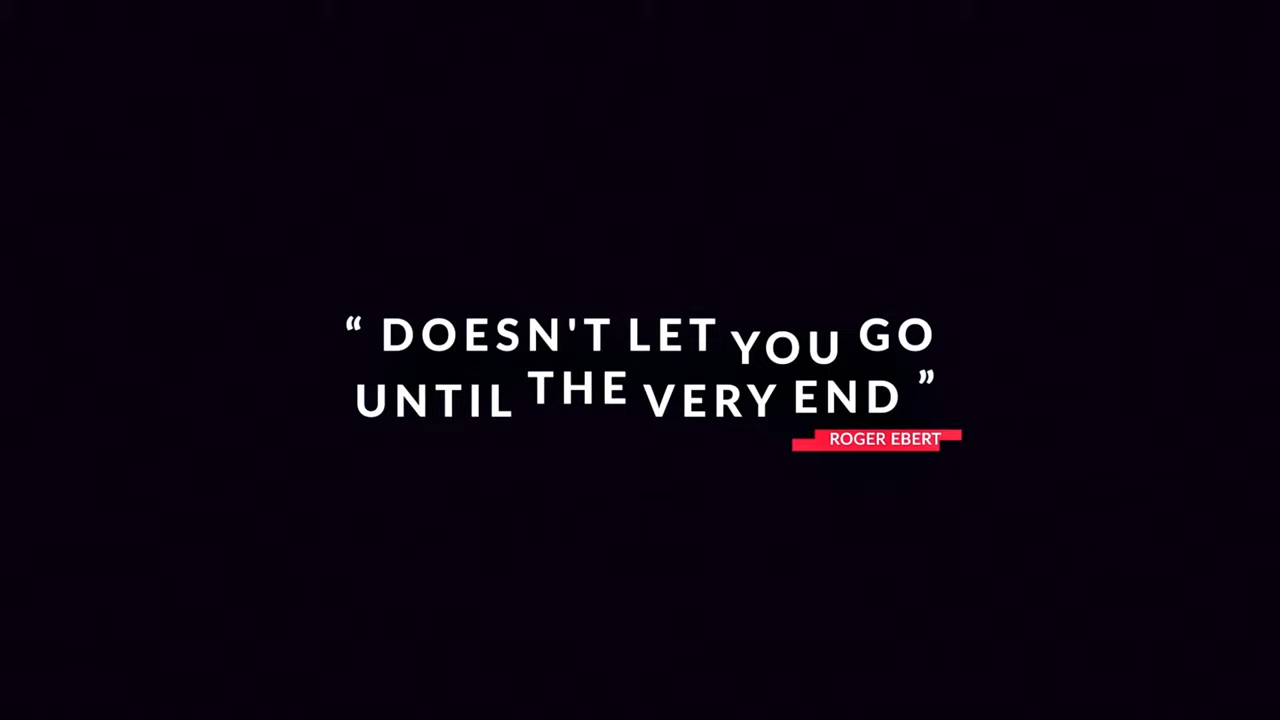 “ DOESN'T LET YOU GO
UNTIL THE VERY END ”
ROGER EBERT